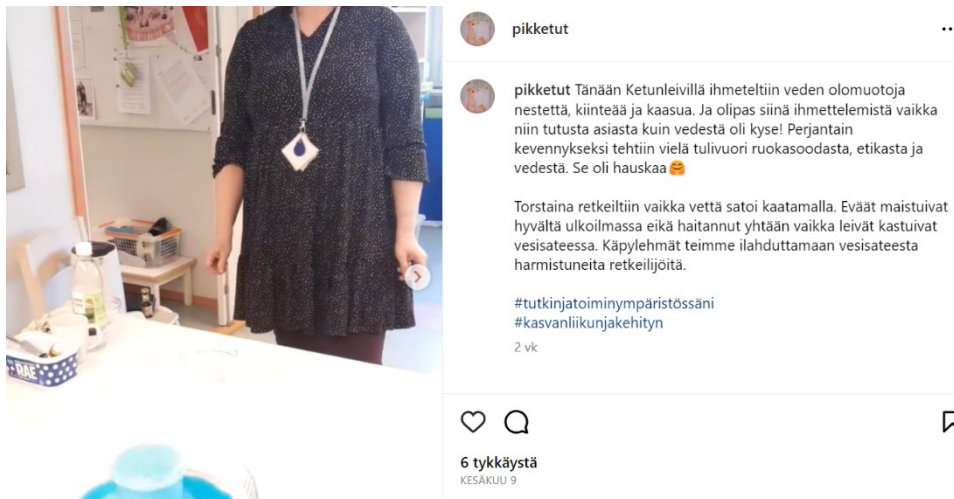 pikketut
pikketut Tänään Ketunleivillä ihmeteltiin veden olomuotoja
nestettä, kiinteää ja kaasua. Ja olipas siinä ihmettelemistä vaikka
niin tutusta asiasta kuin vedestä oli kyse! Perjantain
kevennykseksi tehtiin vielä tulivuori ruokasoodasta, etikasta ja
vedestä. Se oli hauskaa🤗
Torstaina retkeiltiin vaikka vettä satoi kaatamalla. Eväät maistuivat
hyvältä ulkoilmassa eikä haitannut yhtään vaikka leivät kastuivat
vesisateessa. Käpylehmät teimme ilahduttamaan vesisateesta
harmistuneita retkeilijöitä.
#tutkinjatoiminympäristössäni
#kasvanliikunjakehityn
2 vk
6 tykkäystä
KESÄKUU 9
RAE